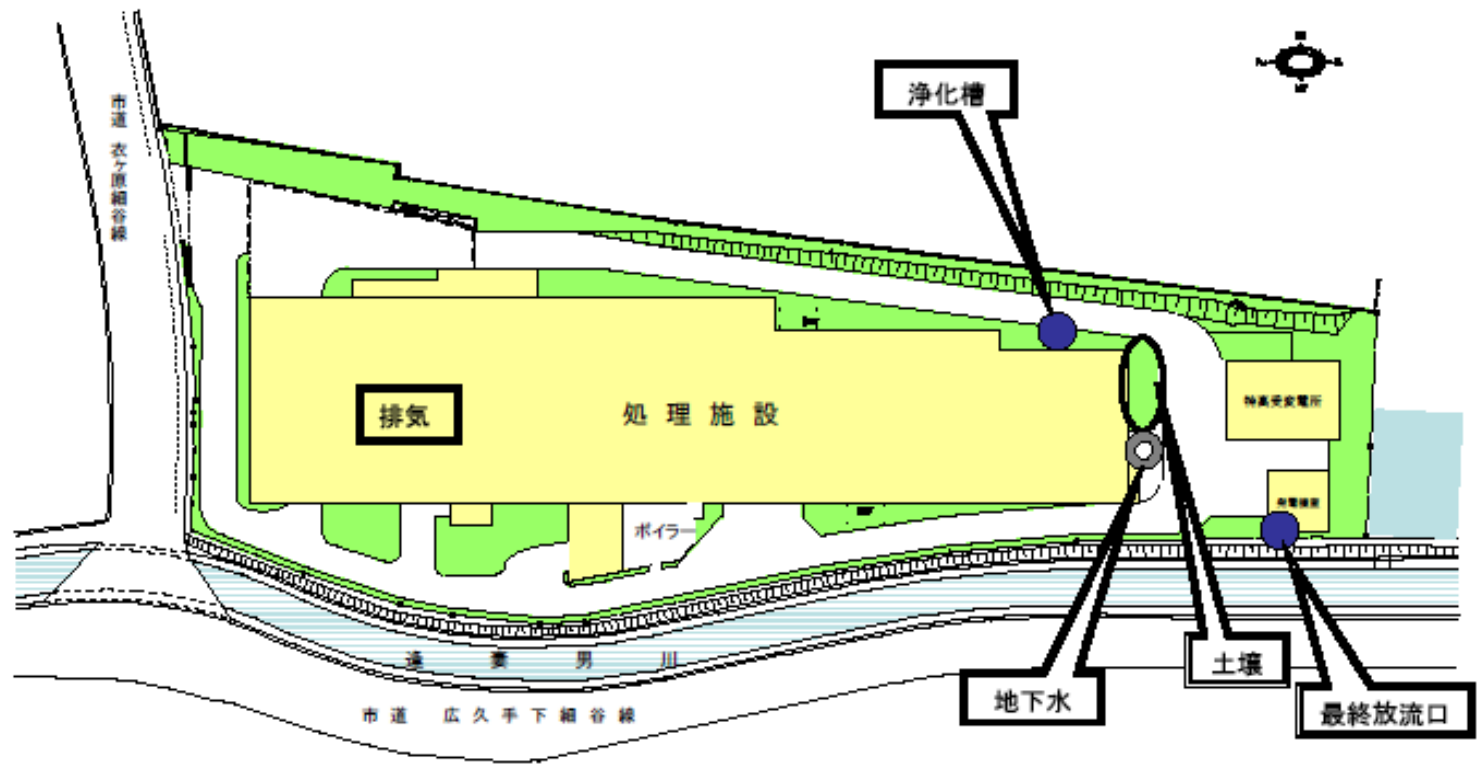 浄化槽
市道 衣ヶ原細谷線
排気
処理施設
特高受変電所
ボイラー
逢妻男川
土壌
地下水
最終放流口
市道 広久手下細谷線